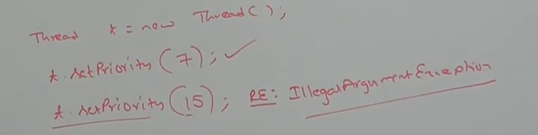 Thread t = new Thread();
t.setPriority(7); ✓
t.setPriority(15); RE: IllegalArgumentException